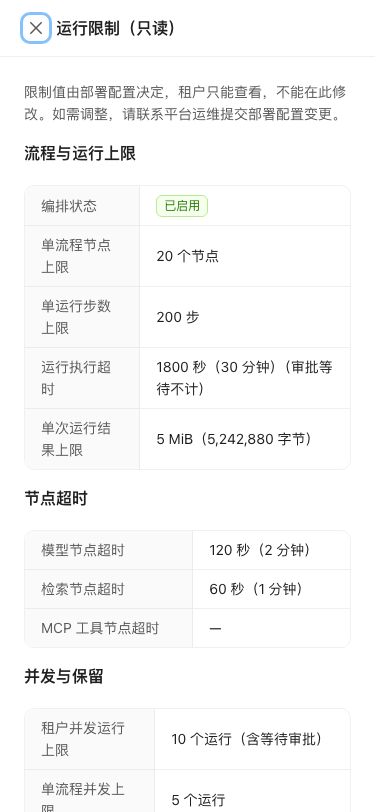 运行限制（只读）
限制值由部署配置决定，租户只能查看，不能在此修
改。如需调整，请联系平台运维提交部署配置变更。
流程与运行上限
编排状态
已启用
单流程节点
上限
20 个节点
单运行步数
上限
200 步
运行执行超
时
1800 秒（30 分钟）（审批等
待不计）
单次运行结
果上限
5 MiB（5,242,880 字节）
节点超时
模型节点超时
120 秒（2 分钟）
检索节点超时
60 秒（1 分钟）
MCP 工具节点超时
—
并发与保留
租户并发运行
上限
10 个运行（含等待审批）
单流程并发上
限
5 个运行